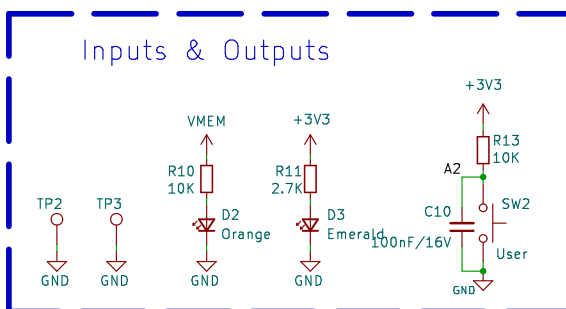 Inputs & Outputs
+3V3
VMEM
+3V3
R13
10K
R10
10K
R11
2.7K
A2
TP2
TP3
D2
Orange
D3
Emerald
C10
100nF/16V
SW2
User
GND
GND
GND
GND
GND